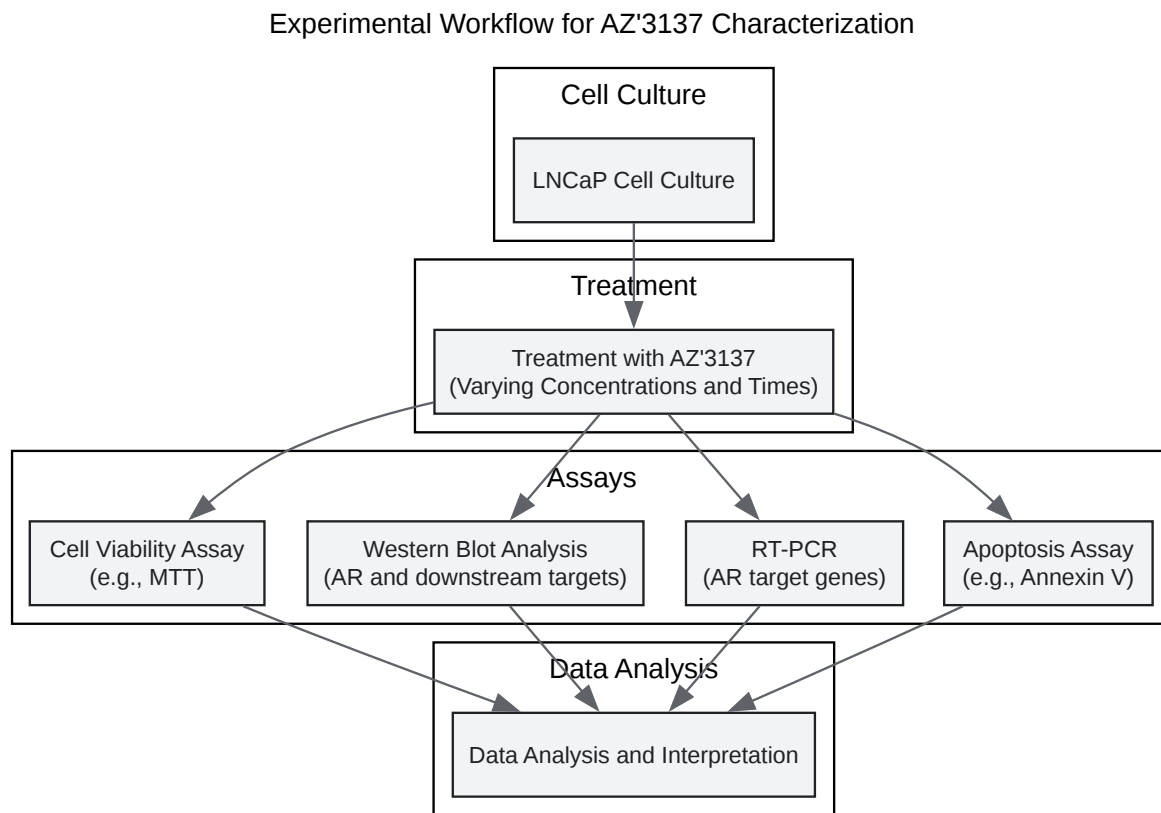 Experimental Workflow for AZ'3137 Characterization
Cell Culture
LNCaP Cell Culture
Treatment
Treatment with AZ'3137
(Varying Concentrations and Times)
Assays
Cell Viability Assay
(e.g., MTT)
Western Blot Analysis
(AR and downstream targets)
RT-PCR
(AR target genes)
Apoptosis Assay
(e.g., Annexin V)
Data Analysis
Data Analysis and Interpretation